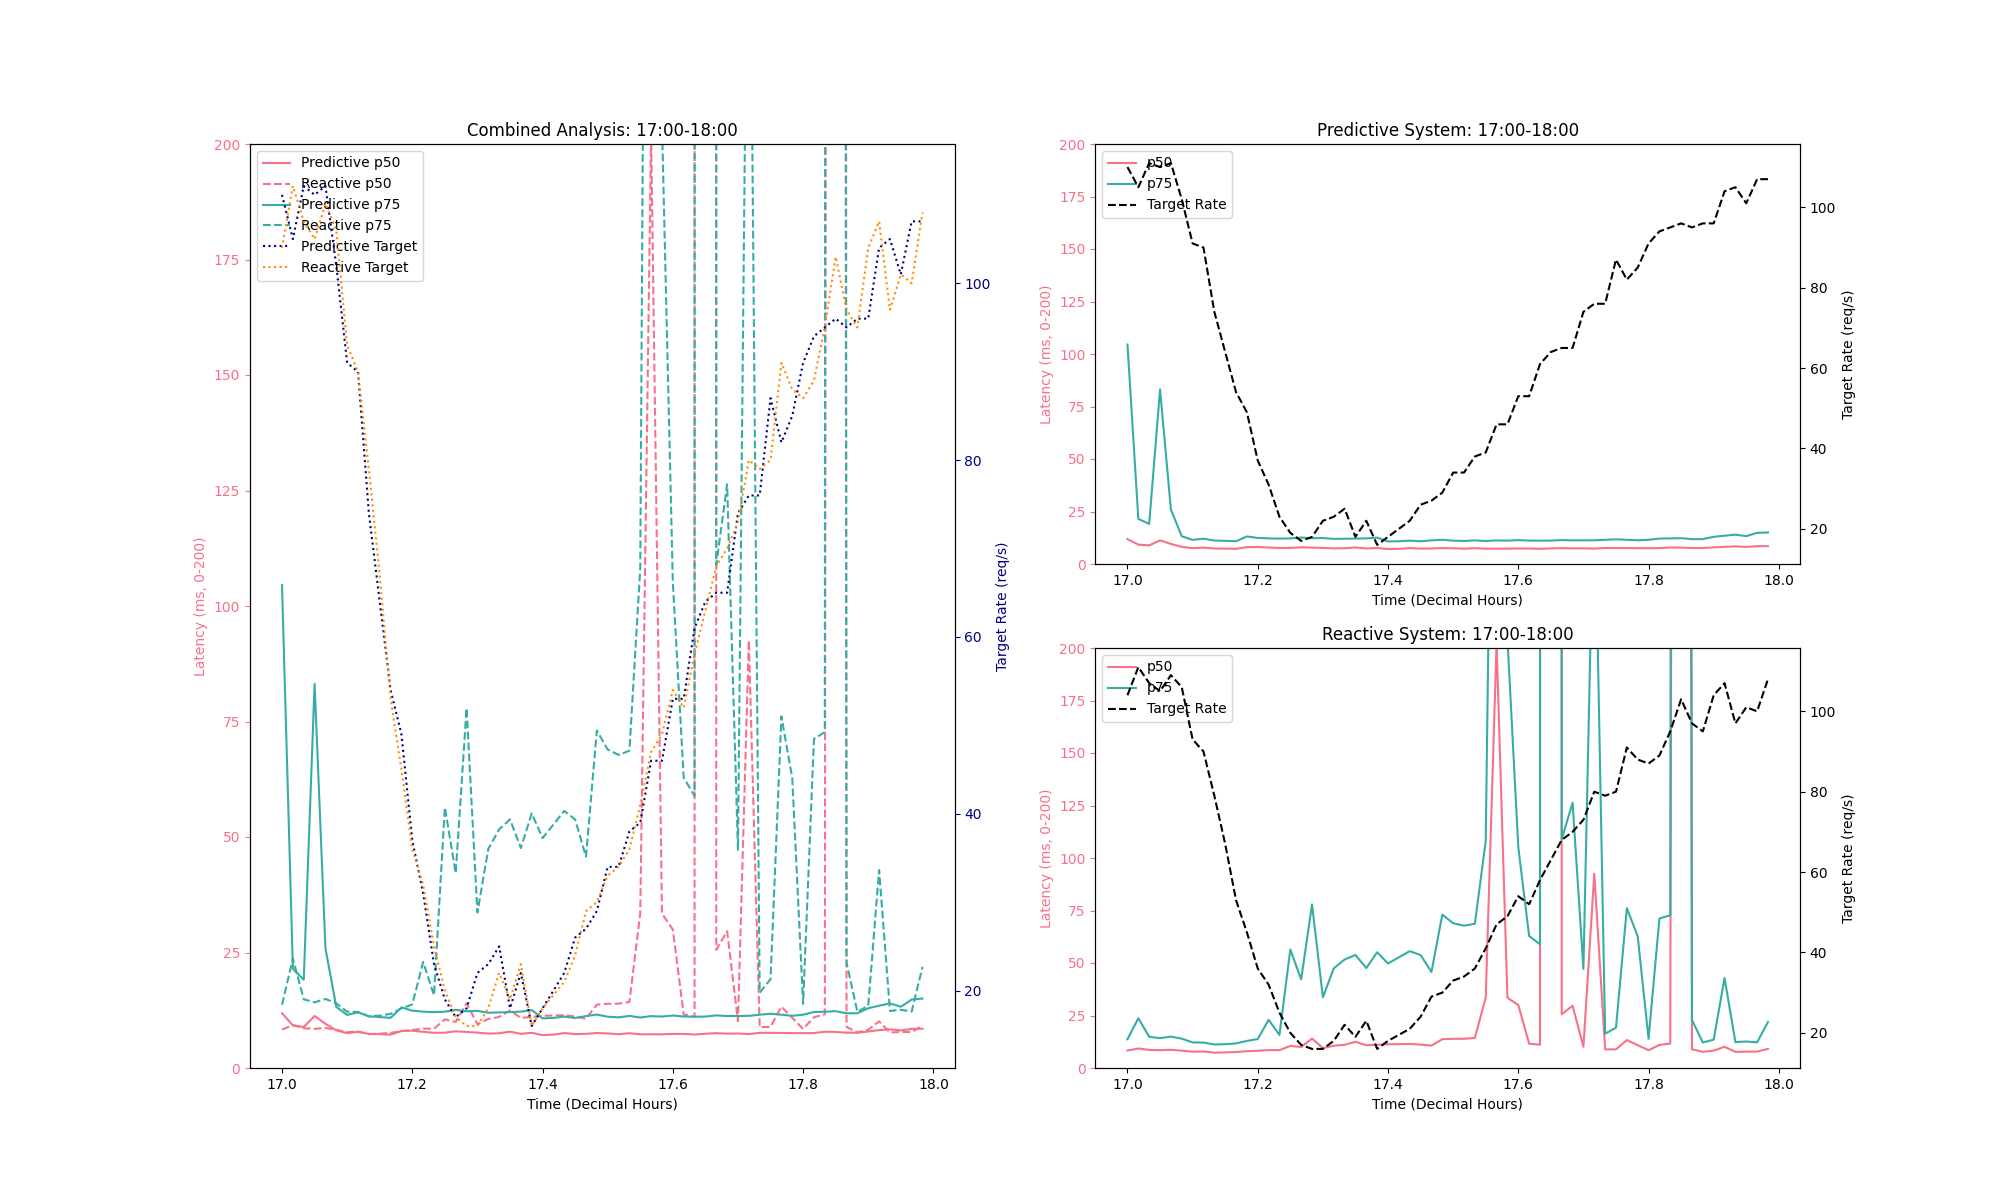 Combined Analysis: 17:00-18:00
200
175
150
125
100
75
50
25
0
Latency (ms, 0-200)
Predictive p50
Reactive p50
Predictive p75
Reactive p75
Predictive Target
Reactive Target
100
80
60
40
20
Target Rate (req/s)
17.0 17.2 17.4 17.6 17.8 18.0
Time (Decimal Hours)
Predictive System: 17:00-18:00
200
175
150
125
100
75
50
25
0
Latency (ms, 0-200)
p50
p75
Target Rate
100
80
60
40
20
Target Rate (req/s)
17.0 17.2 17.4 17.6 17.8 18.0
Time (Decimal Hours)
Reactive System: 17:00-18:00
200
175
150
125
100
75
50
25
0
Latency (ms, 0-200)
p50
p75
Target Rate
100
80
60
40
20
Target Rate (req/s)
17.0 17.2 17.4 17.6 17.8 18.0
Time (Decimal Hours)